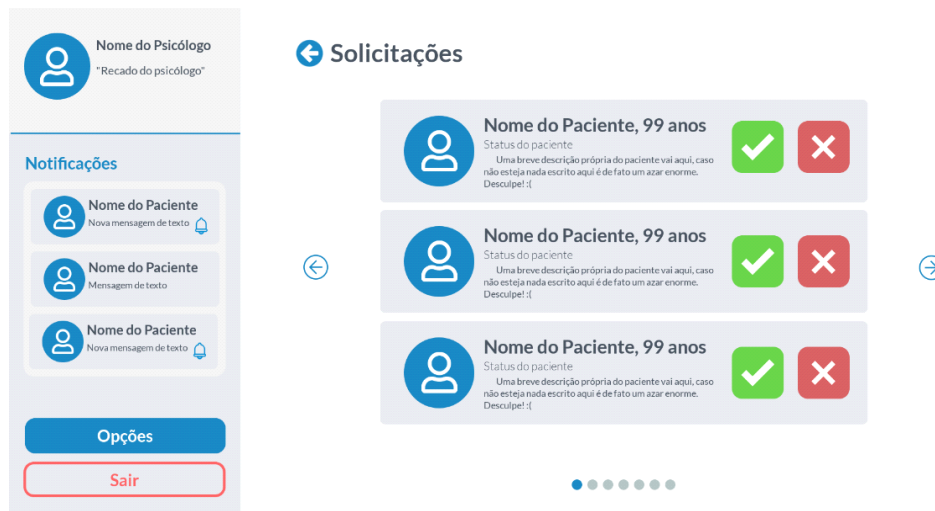 Nome do Psicólogo
"Recado do psicólogo"
Notificações
Nome do Paciente
Nova mensagem de texto
Nome do Paciente
Mensagem de texto
Nome do Paciente
Nova mensagem de texto
Opções
Sair
Solicitações
Nome do Paciente, 99 anos
Status do paciente
Uma breve descrição própria do paciente vai aqui, caso
não esteja nada escrito aqui é de fato um azar enorme.
Desculpe! :(
Nome do Paciente, 99 anos
Status do paciente
Uma breve descrição própria do paciente vai aqui, caso
não esteja nada escrito aqui é de fato um azar enorme.
Desculpe! :(
Nome do Paciente, 99 anos
Status do paciente
Uma breve descrição própria do paciente vai aqui, caso
não esteja nada escrito aqui é de fato um azar enorme.
Desculpe! :(